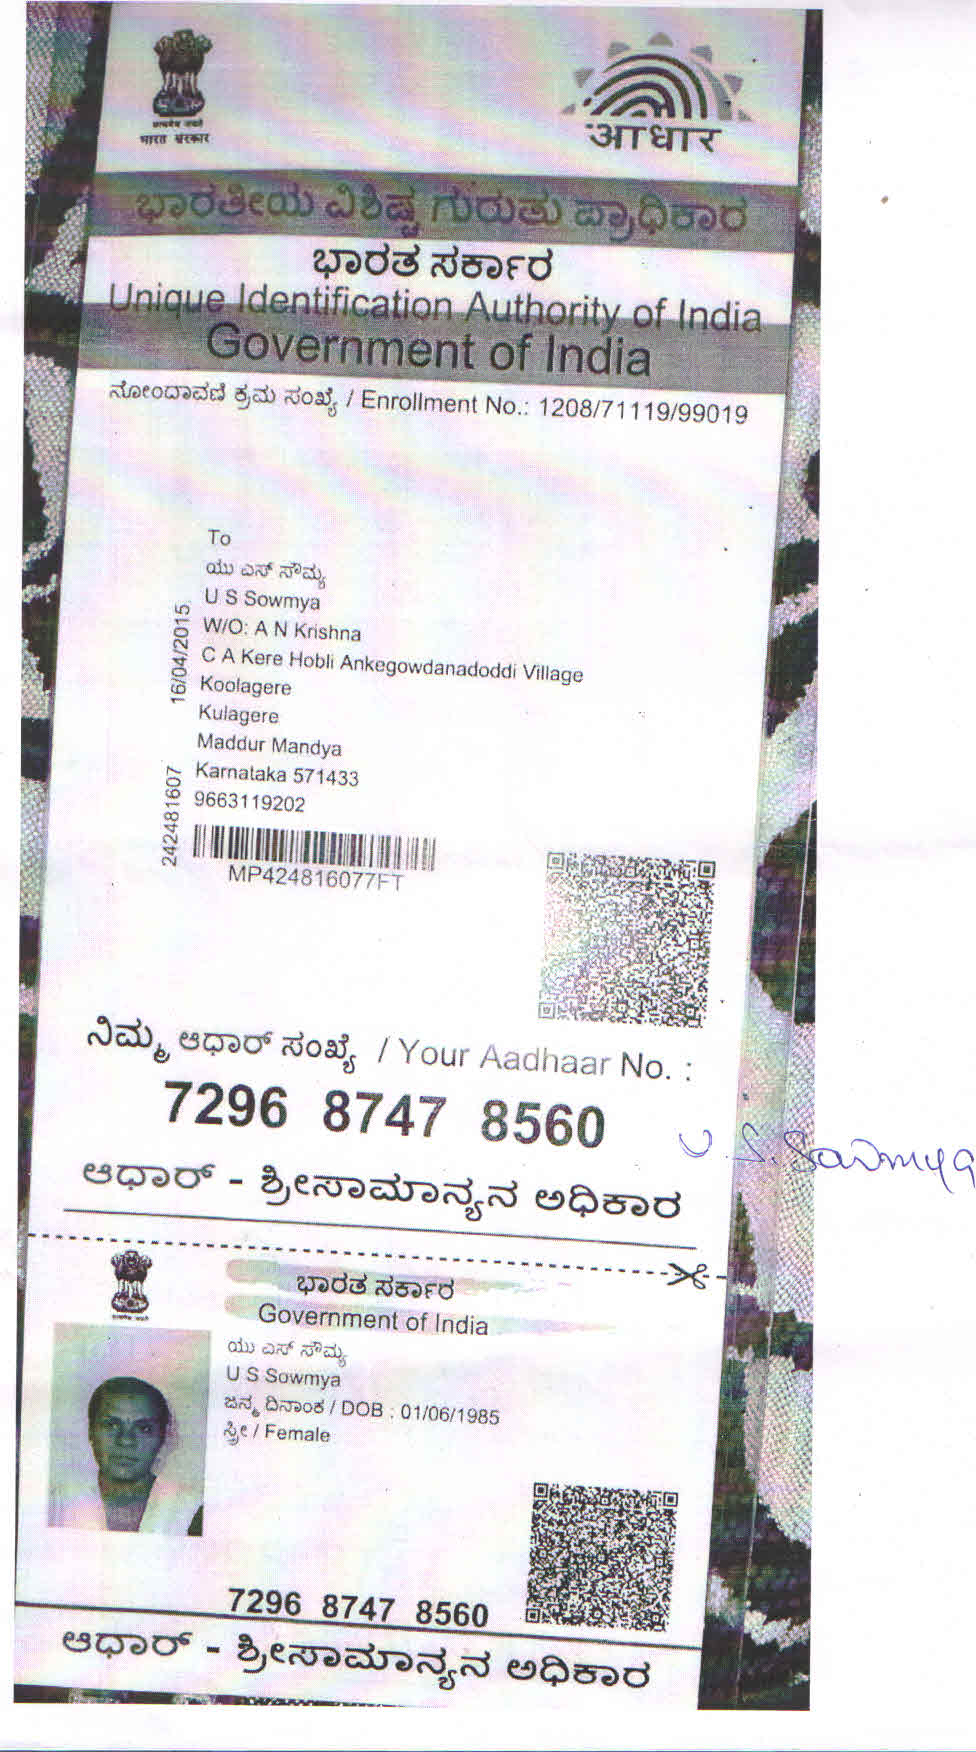 भारत सरकार
आधार
ಭಾರತೀಯ ವಿಶಿಷ್ಟ ಗುರುತು ಪ್ರಾಧಿಕಾರ
ಭಾರತ ಸರ್ಕಾರ
Unique Identification Authority of India
Government of India
ನೋಂದಾವಣಿ ಕ್ರಮ ಸಂಖ್ಯೆ / Enrollment No.: 1208/71119/99019
To
ಯು ಎಸ್ ಸೌಮ್ಯ
U S Sowmya
W/O: A N Krishna
C A Kere Hobli Ankegowdanadoddi Village
Koolagere
Kulagere
Maddur Mandya
Karnataka 571433
9663119202
16/04/2015
242481607
MP424816077FT
ನಿಮ್ಮ ಆಧಾರ್ ಸಂಖ್ಯೆ / Your Aadhaar No. :
7296 8747 8560
U. S. Sowmya
ಆಧಾರ್ - ಶ್ರೀಸಾಮಾನ್ಯನ ಅಧಿಕಾರ
ಭಾರತ ಸರ್ಕಾರ
Government of India
ಯು ಎಸ್ ಸೌಮ್ಯ
U S Sowmya
ಜನ್ಮ ದಿನಾಂಕ / DOB : 01/06/1985
ಸ್ತ್ರೀ / Female
7296 8747 8560
ಆಧಾರ್ - ಶ್ರೀಸಾಮಾನ್ಯನ ಅಧಿಕಾರ